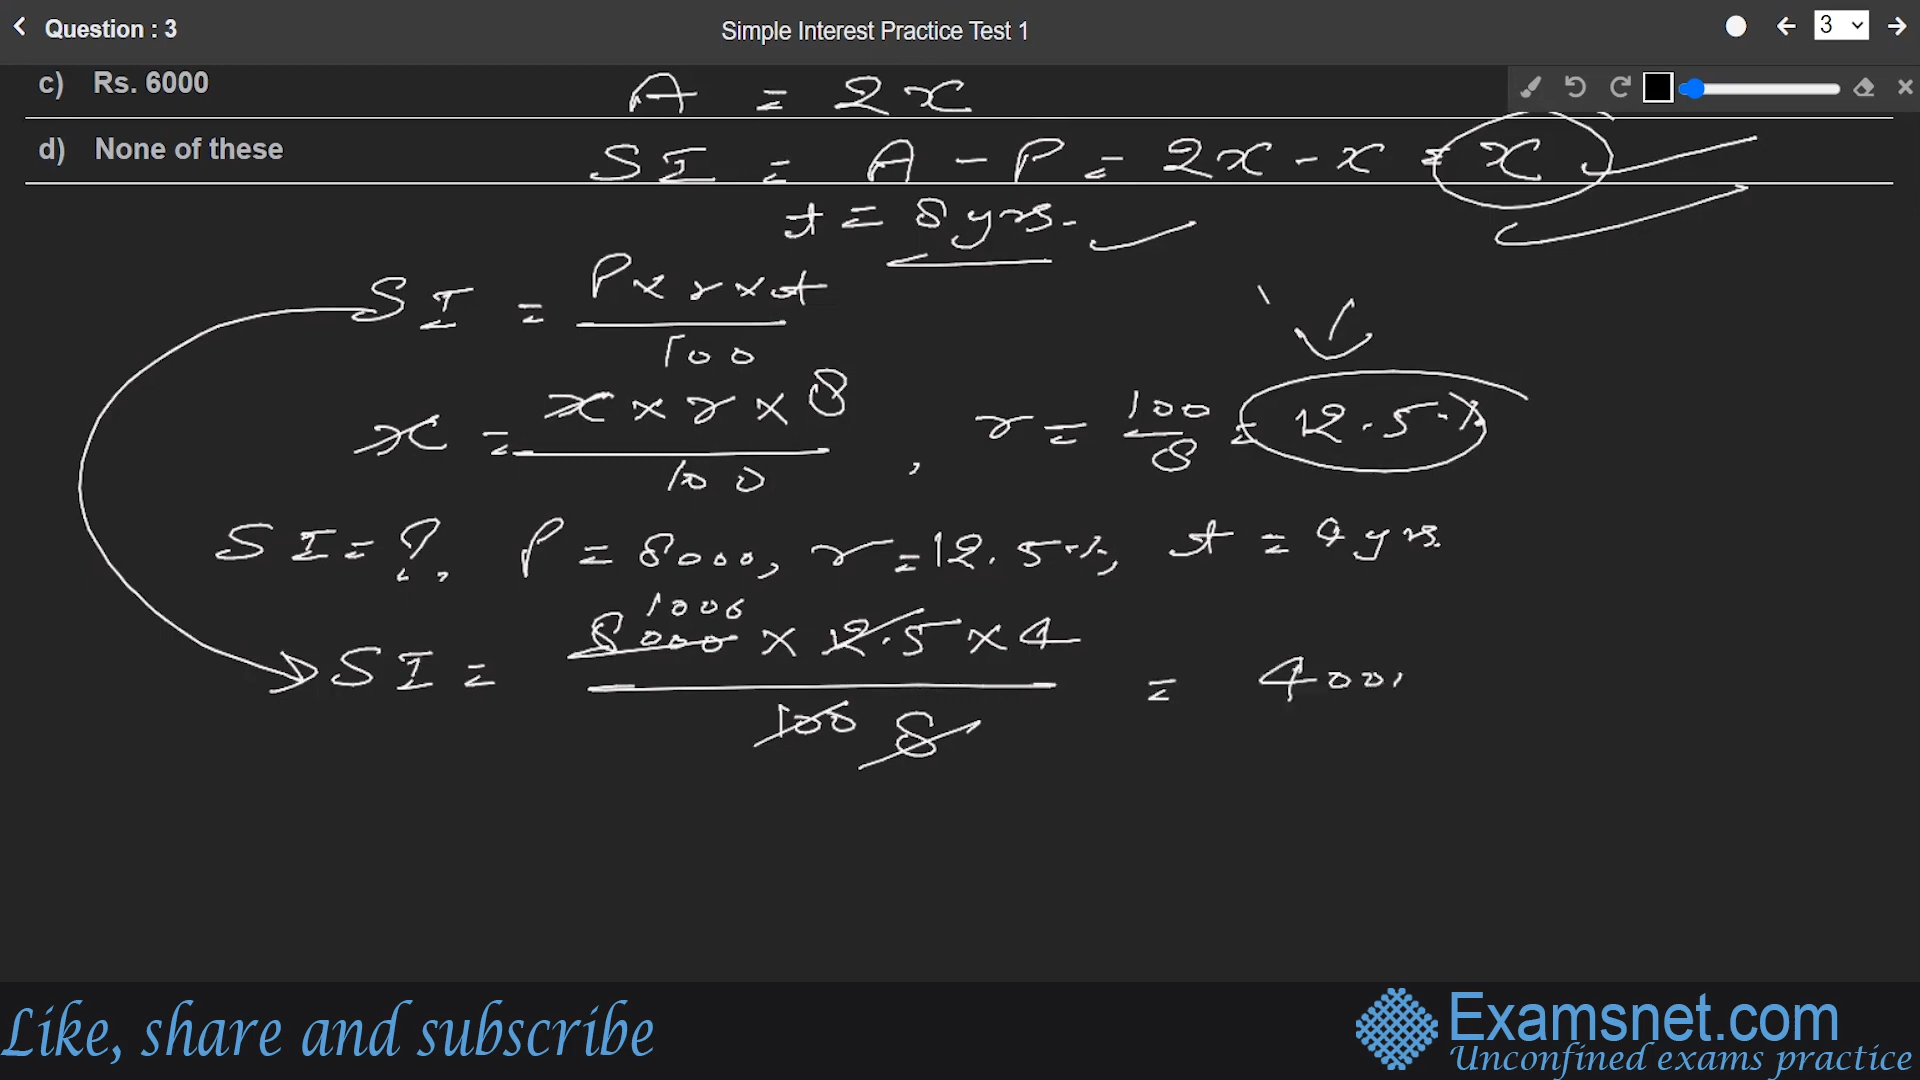 Question : 3
Simple Interest Practice Test 1
3
c) Rs. 6000
A = 2x
d) None of these
SI = A - P = 2x - x = x
t = 8 yrs.
SI = P x r x t
100
x = x x r x 8
100
, r = 100
8
= 12.5%
SI = ?, P = 8000, r = 12.5%, t = 4 yrs.
1000
SI = 8000 x 12.5 x 4
100 8
= 400
Like, share and subscribe
Examsnet.com
Unconfined exams practice